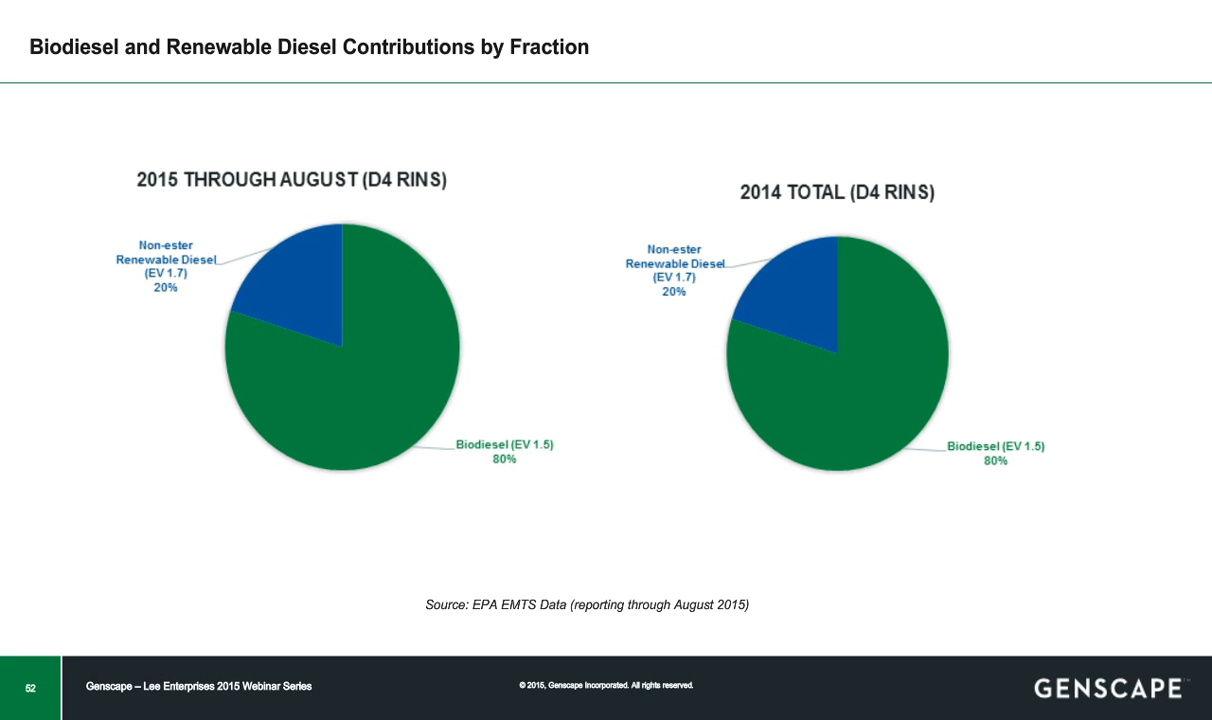 Biodiesel and Renewable Diesel Contributions by Fraction
2015 THROUGH AUGUST (D4 RINS)
Non-ester
Renewable Diesel
(EV 1.7)
20%
Biodiesel (EV 1.5)
80%
2014 TOTAL (D4 RINS)
Non-ester
Renewable Diesel
(EV 1.7)
20%
Biodiesel (EV 1.5)
80%
Source: EPA EMTS Data (reporting through August 2015)
52
Genscape – Lee Enterprises 2015 Webinar Series
© 2015, Genscape Incorporated. All rights reserved.
GENSCAPE™